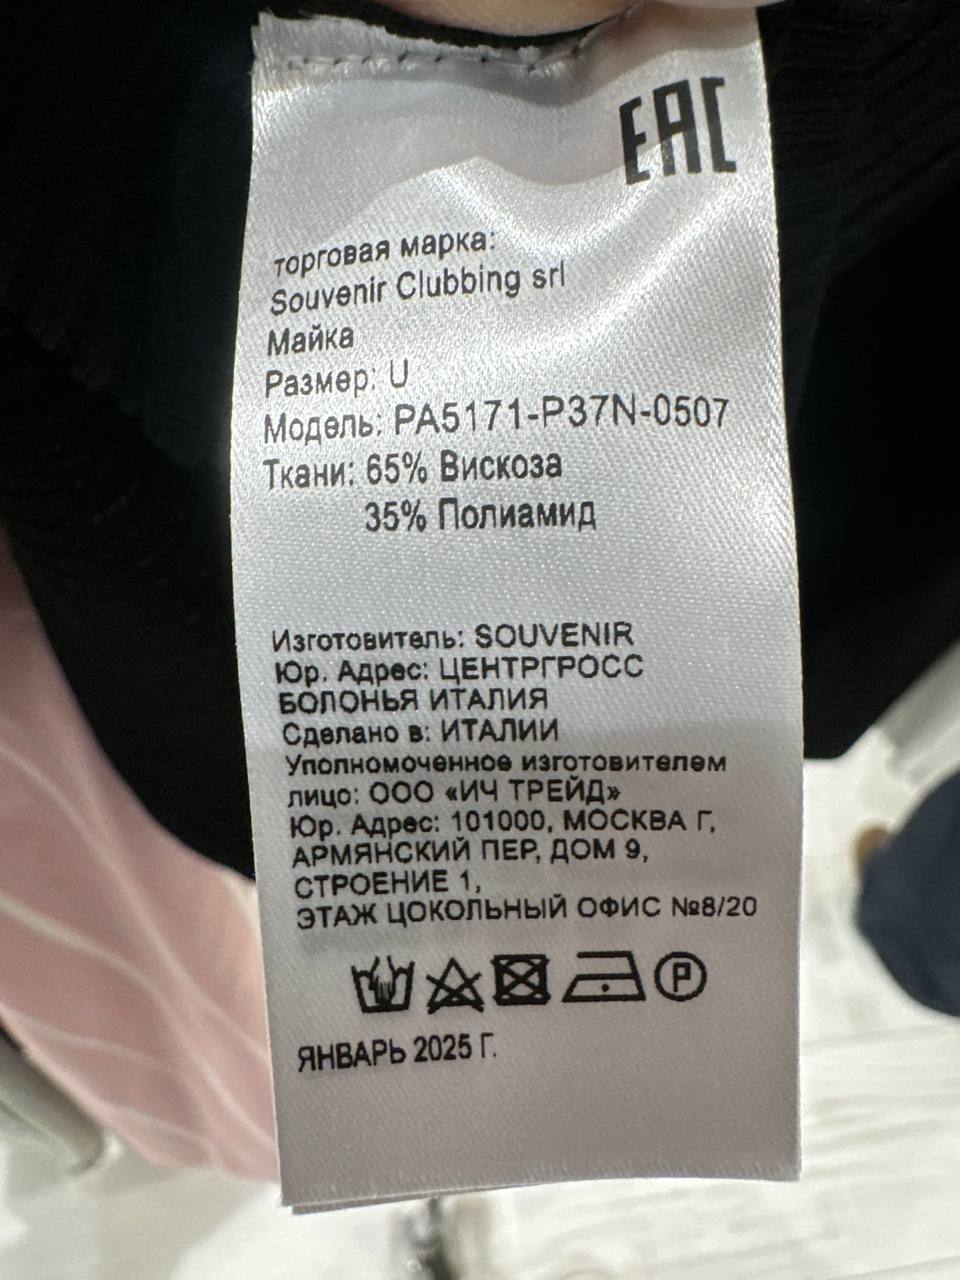 EAC
торговая марка:
Souvenir Clubbing srl
Майка
Размер: U
Модель: PA5171-P37N-0507
Ткани: 65% Вискоза
35% Полиамид
Изготовитель: SOUVENIR
Юр. Адрес: ЦЕНТРГРОСС
БОЛОНЬЯ ИТАЛИЯ
Сделано в: ИТАЛИИ
Уполномоченное изготовителем
лицо: ООО «ИЧ ТРЕЙД»
Юр. Адрес: 101000, МОСКВА Г,
АРМЯНСКИЙ ПЕР, ДОМ 9,
СТРОЕНИЕ 1,
ЭТАЖ ЦОКОЛЬНЫЙ ОФИС №8/20
P
ЯНВАРЬ 2025 Г.